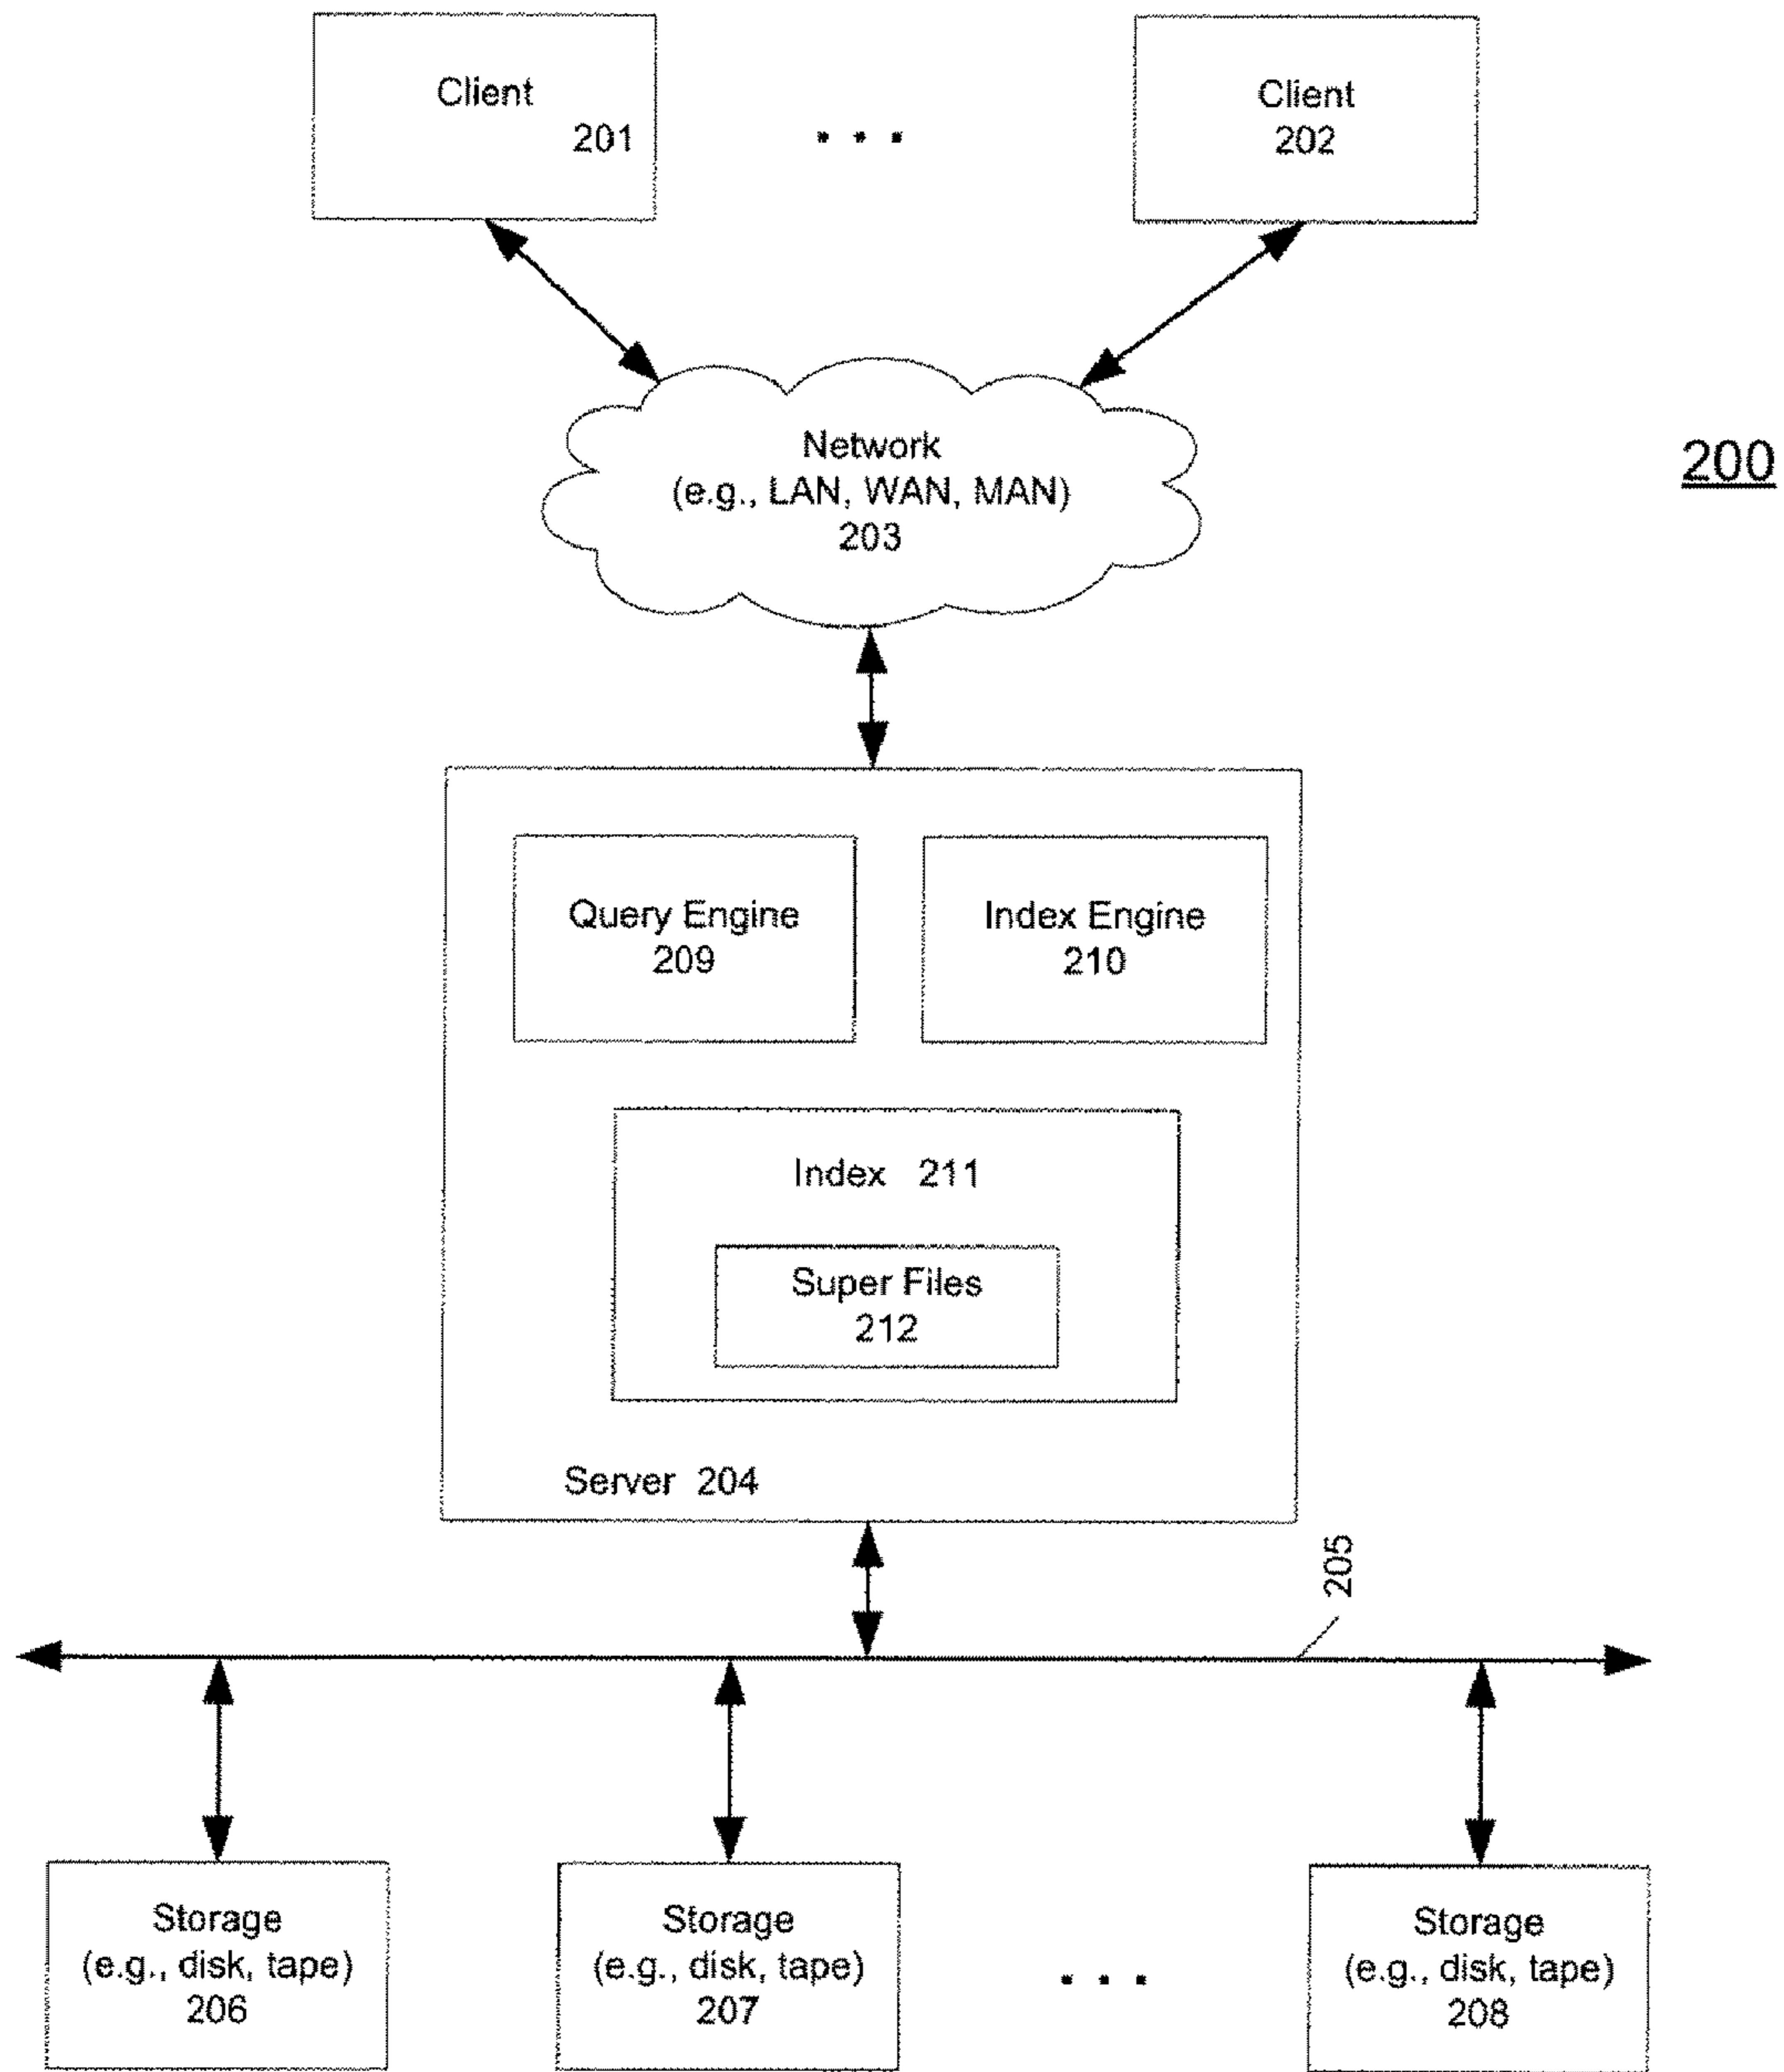 Client
201
. . .
Client
202
Network
(e.g., LAN, WAN, MAN)
203
200
Query Engine
209
Index Engine
210
Index 211
Super Files
212
Server 204
205
Storage
(e.g., disk, tape)
206
Storage
(e.g., disk, tape)
207
. . .
Storage
(e.g., disk, tape)
208